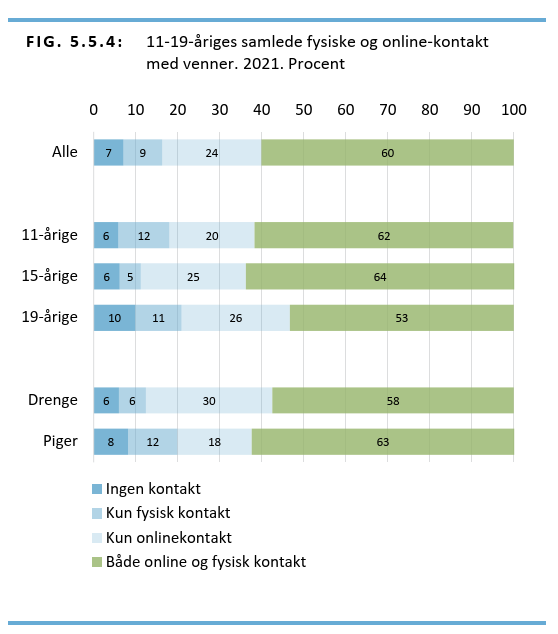 FIG. 5.5.4: 11-19-åriges samlede fysiske og online-kontakt
med venner. 2021. Procent
0 10 20 30 40 50 60 70 80 90 100
Alle 7 9 24 60
11-årige 6 12 20 62
15-årige 6 5 25 64
19-årige 10 11 26 53
Drenge 6 6 30 58
Piger 8 12 18 63
Ingen kontakt
Kun fysisk kontakt
Kun onlinekontakt
Både online og fysisk kontakt